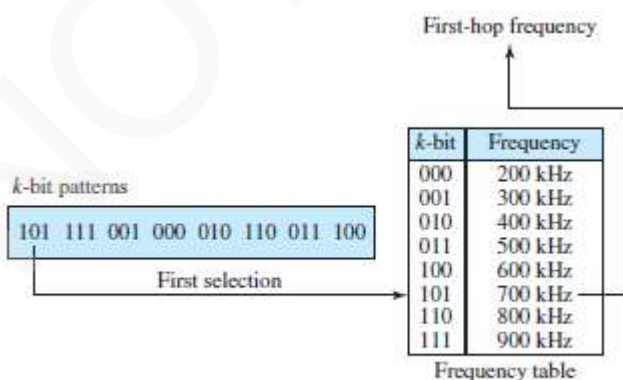 First-hop frequency
k-bit Frequency
000 200 kHz
001 300 kHz
010 400 kHz
011 500 kHz
100 600 kHz
101 700 kHz
110 800 kHz
111 900 kHz
Frequency table
k-bit patterns
101 111 001 000 010 110 011 100
First selection